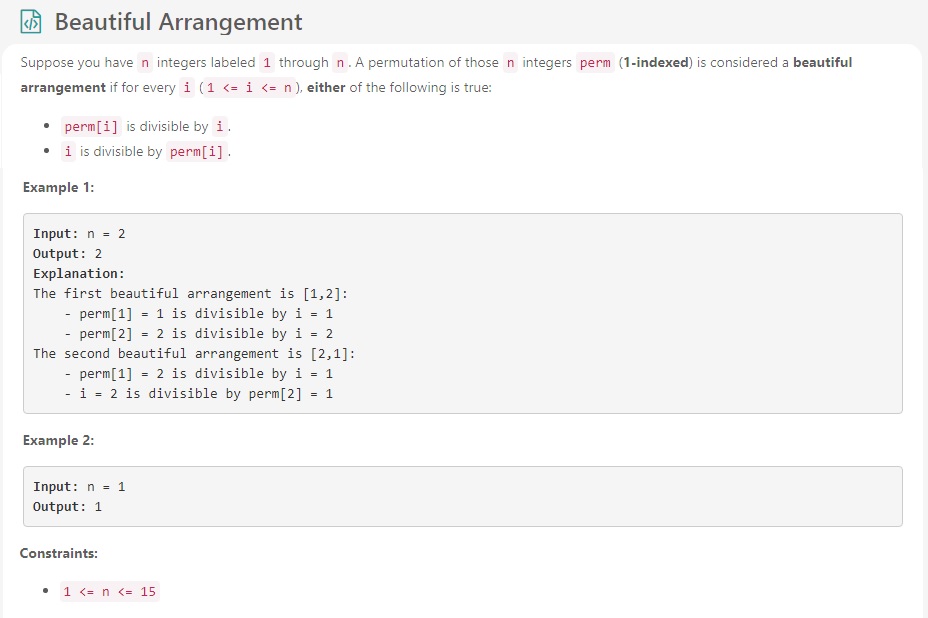 Beautiful Arrangement
Suppose you have n integers labeled 1 through n. A permutation of those n integers perm (1-indexed) is considered a beautiful
arrangement if for every i (1 <= i <= n), either of the following is true:
• perm[i] is divisible by i.
• i is divisible by perm[i].
Example 1:
Input: n = 2
Output: 2
Explanation:
The first beautiful arrangement is [1,2]:
- perm[1] = 1 is divisible by i = 1
- perm[2] = 2 is divisible by i = 2
The second beautiful arrangement is [2,1]:
- perm[1] = 2 is divisible by i = 1
- i = 2 is divisible by perm[2] = 1
Example 2:
Input: n = 1
Output: 1
Constraints:
• 1 <= n <= 15